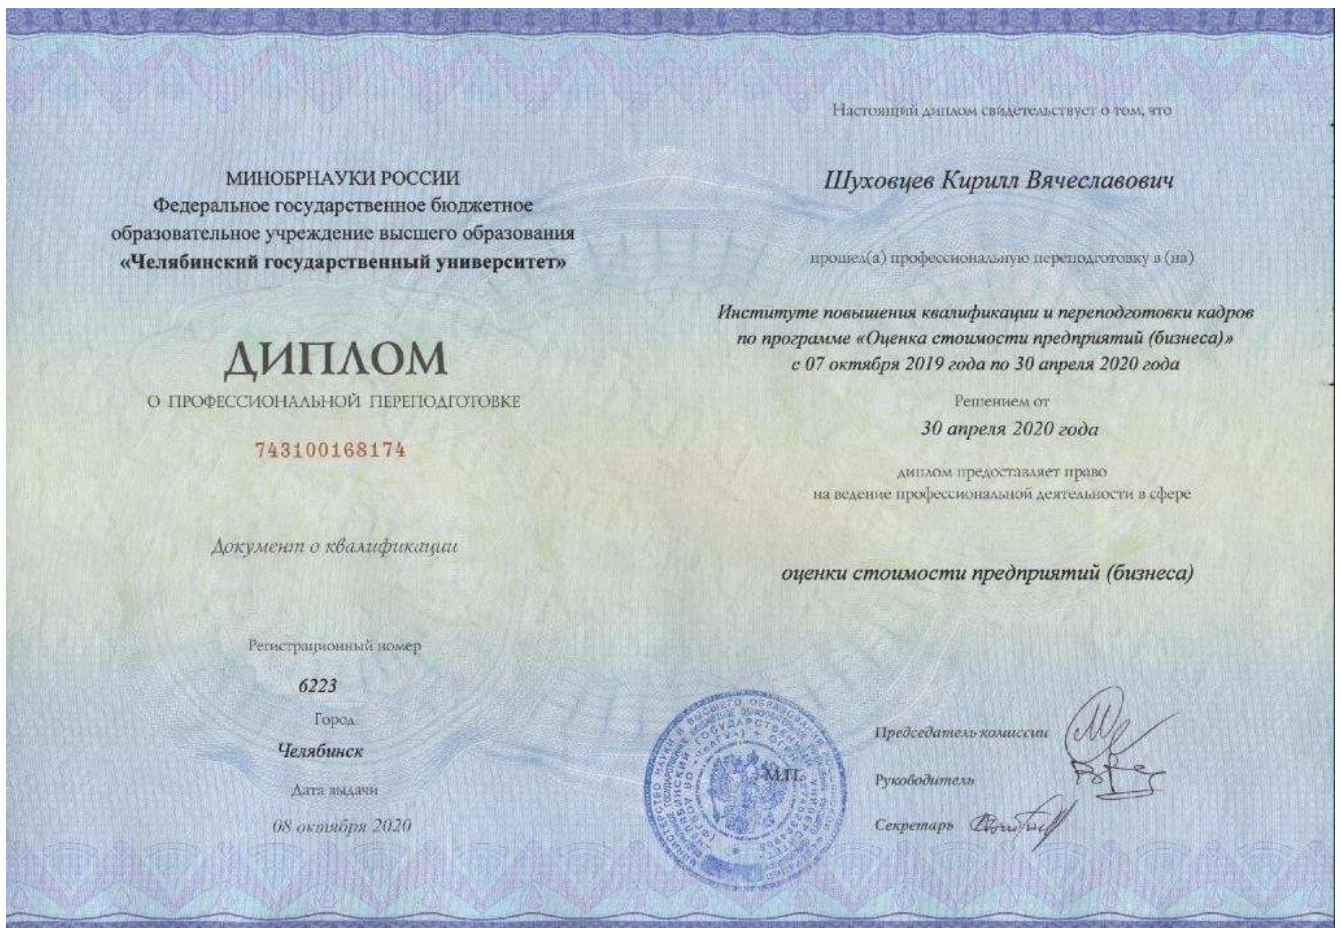 МИНОБРНАУКИ РОССИИ
Федеральное государственное бюджетное
образовательное учреждение высшего образования
«Челябинский государственный университет»
ДИПЛОМ
О ПРОФЕССИОНАЛЬНОЙ ПЕРЕПОДГОТОВКЕ
743100168174
Документ о квалификации
Регистрационный номер
6223
Город
Челябинск
Дата выдачи
08 октября 2020
Настоящий диплом свидетельствует о том, что
Шуховцев Кирилл Вячеславович
прошел(а) профессиональную переподготовку в (на)
Институте повышения квалификации и переподготовки кадров
по программе «Оценка стоимости предприятий (бизнеса)»
с 07 октября 2019 года по 30 апреля 2020 года
Решением от
30 апреля 2020 года
диплом предоставляет право
на ведение профессиональной деятельности в сфере
оценки стоимости предприятий (бизнеса)
Председатель комиссии
М.П.
Руководитель
Секретарь